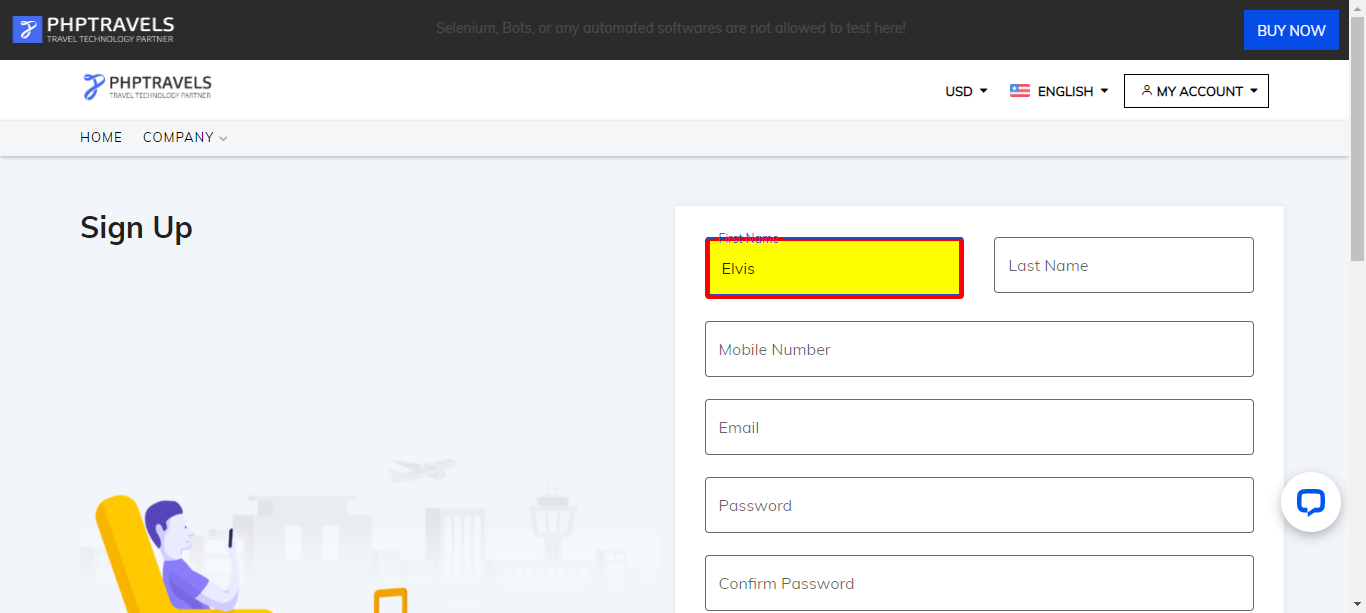 PHPTRAVELS
TRAVEL TECHNOLOGY PARTNER
Selenium, Bots, or any automated softwares are not allowed to test here!
BUY NOW
PHPTRAVELS
TRAVEL TECHNOLOGY PARTNER
USD
ENGLISH
MY ACCOUNT
HOME
COMPANY
Sign Up
First Name
Elvis
Last Name
Mobile Number
Email
Password
Confirm Password